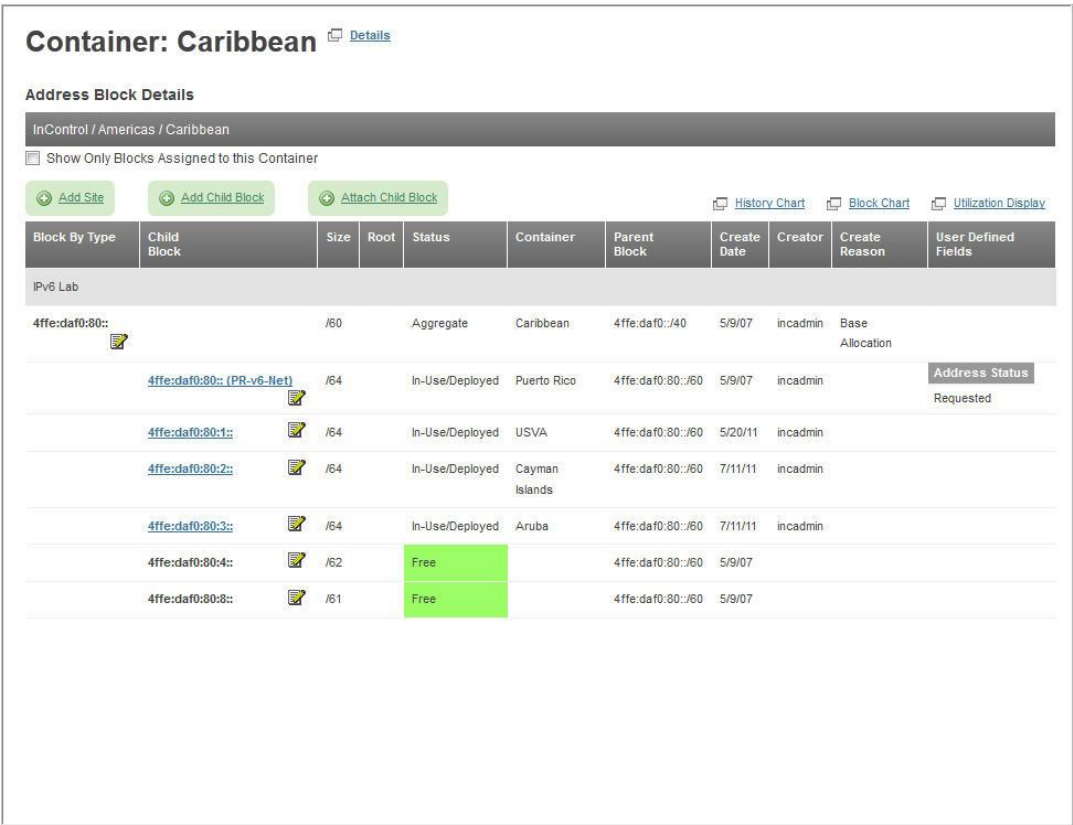 Container: Caribbean Details
Address Block Details
InControl / Americas / Caribbean
Show Only Blocks Assigned to this Container
Add Site Add Child Block Attach Child Block History Chart Block Chart Utilization Display
Block By Type Child Block Size Root Status Container Parent Block Create Date Creator Create Reason User Defined Fields
IPv6 Lab
4ffe:daf0:80:: /60 Aggregate Caribbean 4ffe:daf0::/40 5/9/07 incadmin Base Allocation
4ffe:daf0:80:: (PR-v6-Net) /64 In-Use/Deployed Puerto Rico 4ffe:daf0:80::/60 5/9/07 incadmin Address Status
Requested
4ffe:daf0:80:1:: /64 In-Use/Deployed USVA 4ffe:daf0:80::/60 5/20/11 incadmin
4ffe:daf0:80:2:: /64 In-Use/Deployed Cayman Islands 4ffe:daf0:80::/60 7/11/11 incadmin
4ffe:daf0:80:3:: /64 In-Use/Deployed Aruba 4ffe:daf0:80::/60 7/11/11 incadmin
4ffe:daf0:80:4:: /62 Free 4ffe:daf0:80::/60 5/9/07
4ffe:daf0:80:8:: /61 Free 4ffe:daf0:80::/60 5/9/07